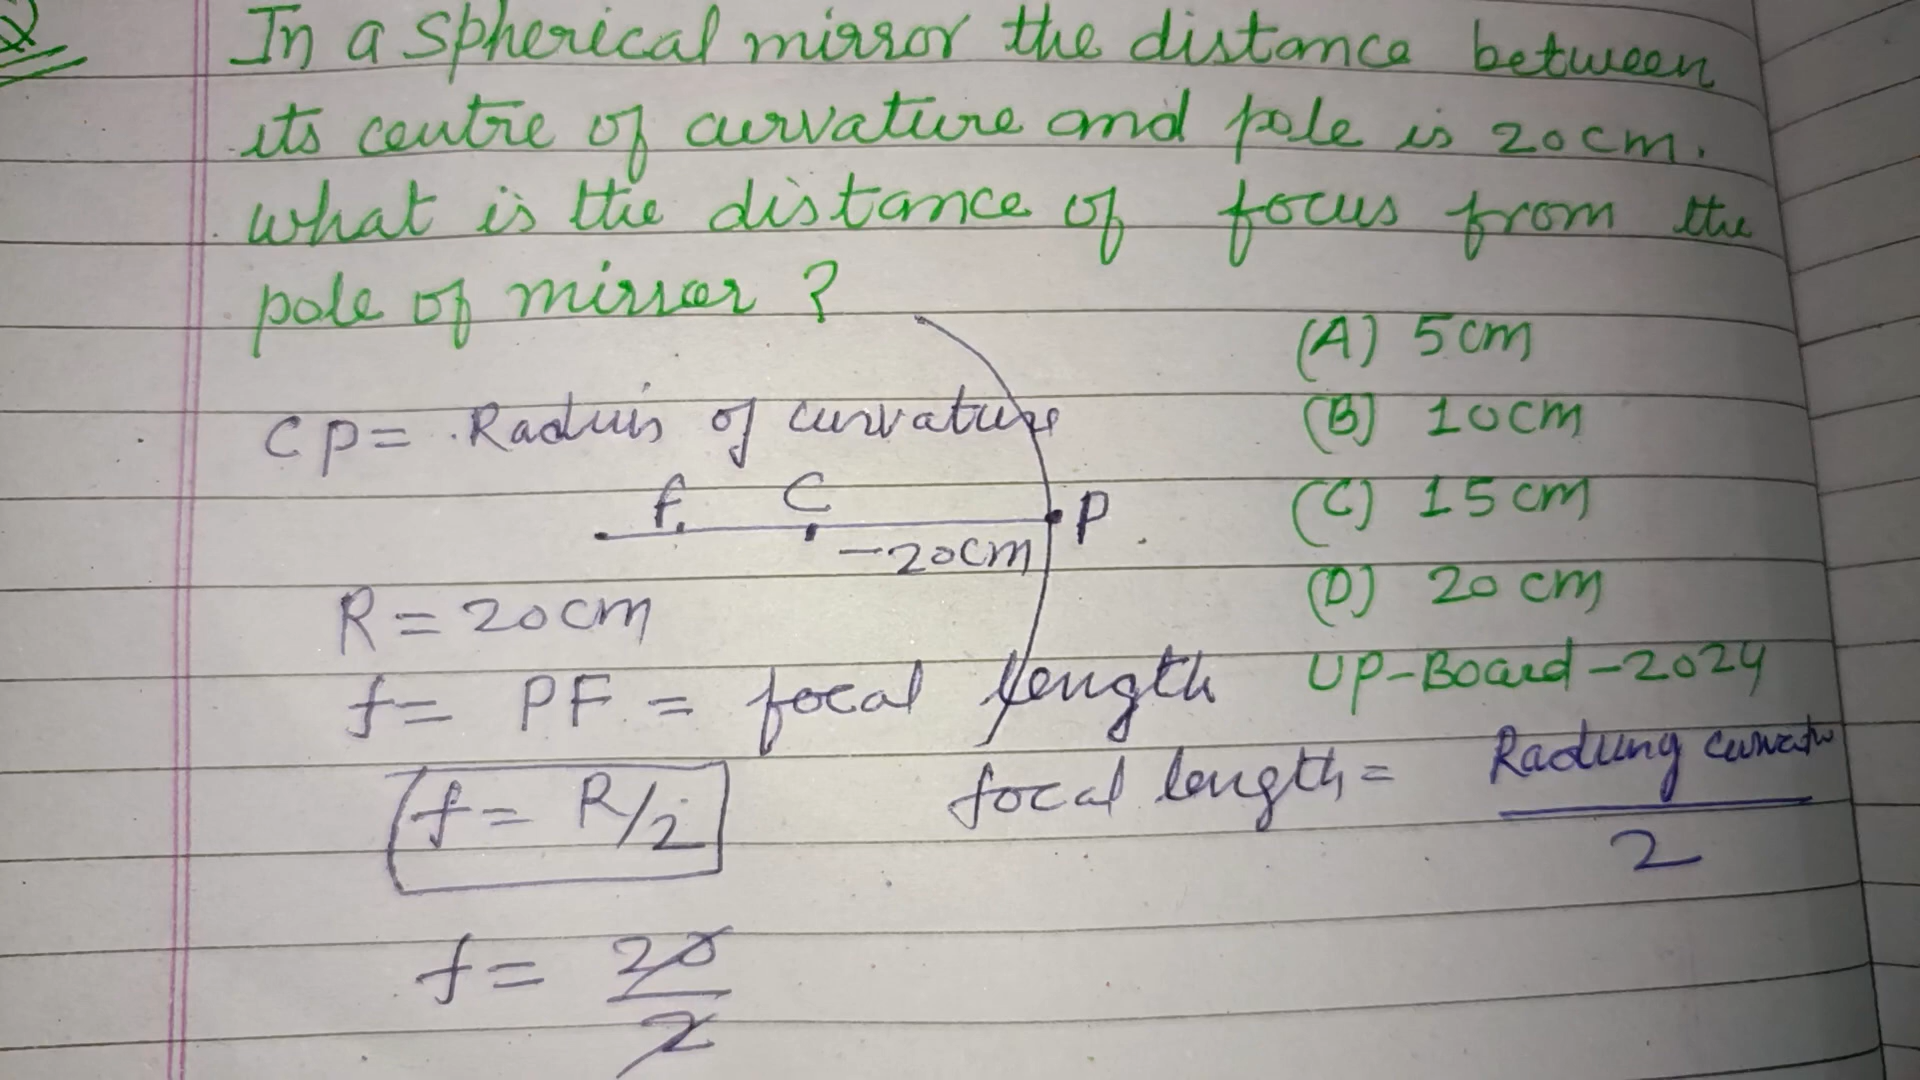 Q
In a spherical mirror the distance between
its centre of curvature and pole is 20cm.
what is the distance of focus from the
pole of mirror ?
(A) 5cm
(B) 10cm
(C) 15cm
(D) 20 cm
UP-Board-2024
CP= Radius of curvature
f. C
P
-20cm
R = 20cm
f= PF = focal length
f= R/2
focal length =
2
f= 20
2